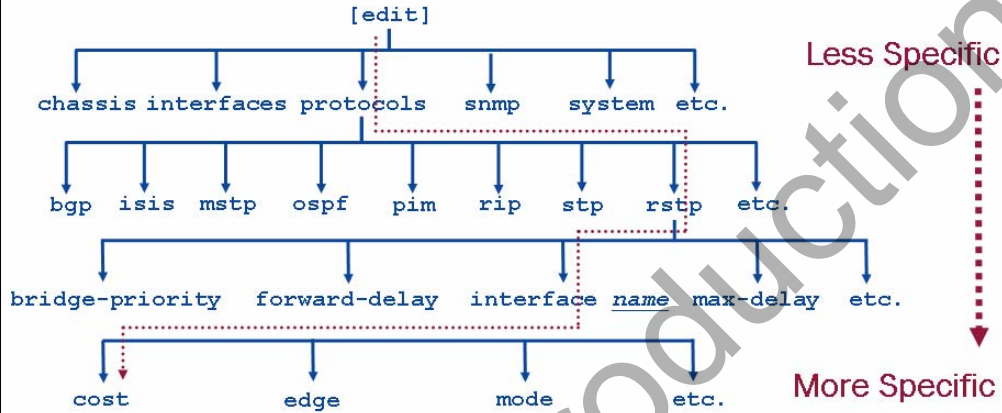 [edit]
Less Specific
chassis interfaces protocols snmp system etc.
bgp isis mstp ospf pim rip stp rstp etc.
bridge-priority forward-delay interface name max-delay etc.
More Specific
cost edge mode etc.